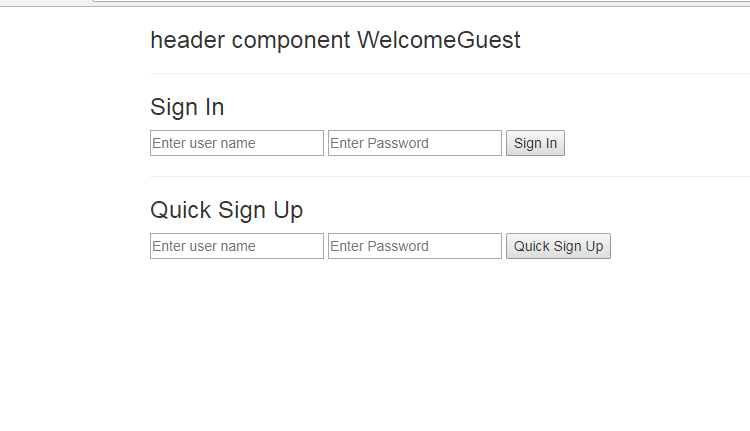 header component WelcomeGuest
Sign In
Enter user name Enter Password Sign In
Quick Sign Up
Enter user name Enter Password Quick Sign Up